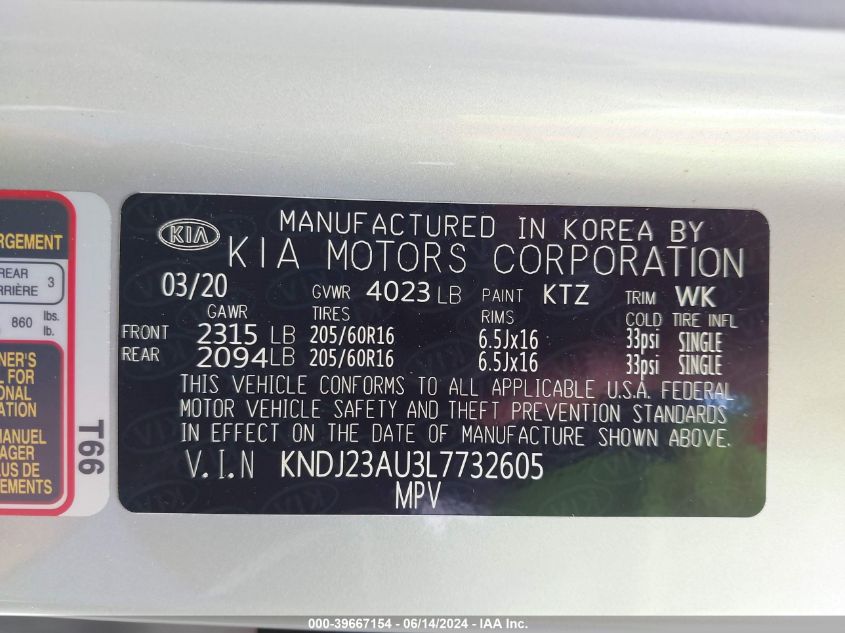 KIA
MANUFACTURED IN KOREA BY
KIA MOTORS CORPORATION
03/20 GVWR 4023 LB PAINT KTZ TRIM WK
GAWR TIRES RIMS COLD TIRE INFL
FRONT 2315 LB 205/60R16 6.5Jx16 33psi SINGLE
REAR 2094 LB 205/60R16 6.5Jx16 33psi SINGLE
THIS VEHICLE CONFORMS TO ALL APPLICABLE U.S.A. FEDERAL
MOTOR VEHICLE SAFETY AND THEFT PREVENTION STANDARDS
IN EFFECT ON THE DATE OF MANUFACTURE SHOWN ABOVE.
V.I.N KNDJ23AU3L7732605
MPV
RGEMENT
REAR 3
RRIÈRE
860 lbs.
lb.
NER'S
L FOR
ONAL
ATION
MANUEL
AGER
PLUS DE
EMENTS.
T66
000-39667154 - 06/14/2024 - IAA Inc.